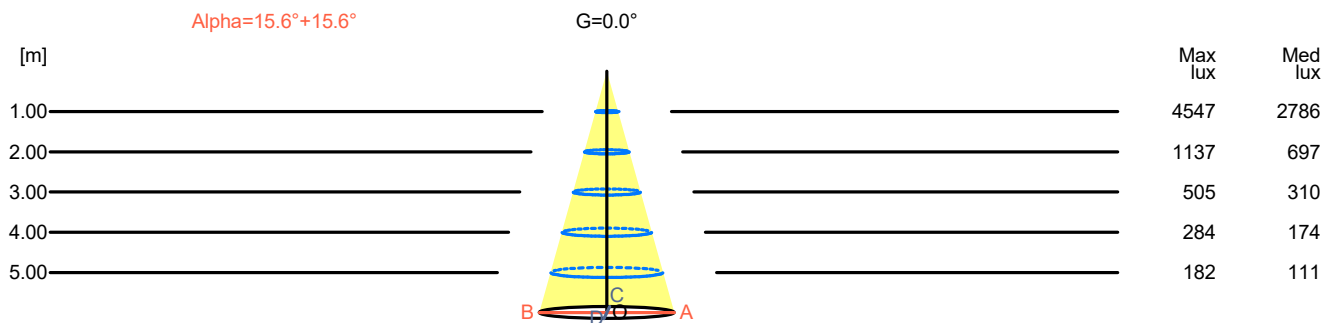 Alpha=15.6°+15.6° G=0.0°
[m] Max lux Med lux
1.00 4547 2786
2.00 1137 697
3.00 505 310
4.00 284 174
5.00 182 111
C
B D O A